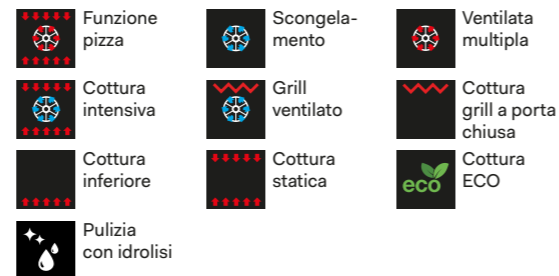 Funzione
pizza
Scongela-
mento
Ventilata
multipla
Cottura
intensiva
Grill
ventilato
Cottura
grill a porta
chiusa
Cottura
inferiore
Cottura
statica
eco
Cottura
ECO
Pulizia
con idrolisi